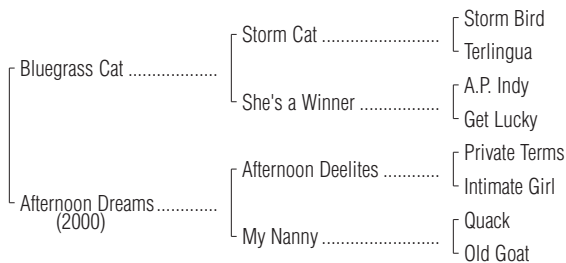 Storm Bird
Storm Cat ........................
Terlingua
Bluegrass Cat ..................
A.P. Indy
She's a Winner ................
Get Lucky
Private Terms
Afternoon Deelites ...........
Intimate Girl
Afternoon Dreams............
(2000)
Quack
My Nanny........................
Old Goat